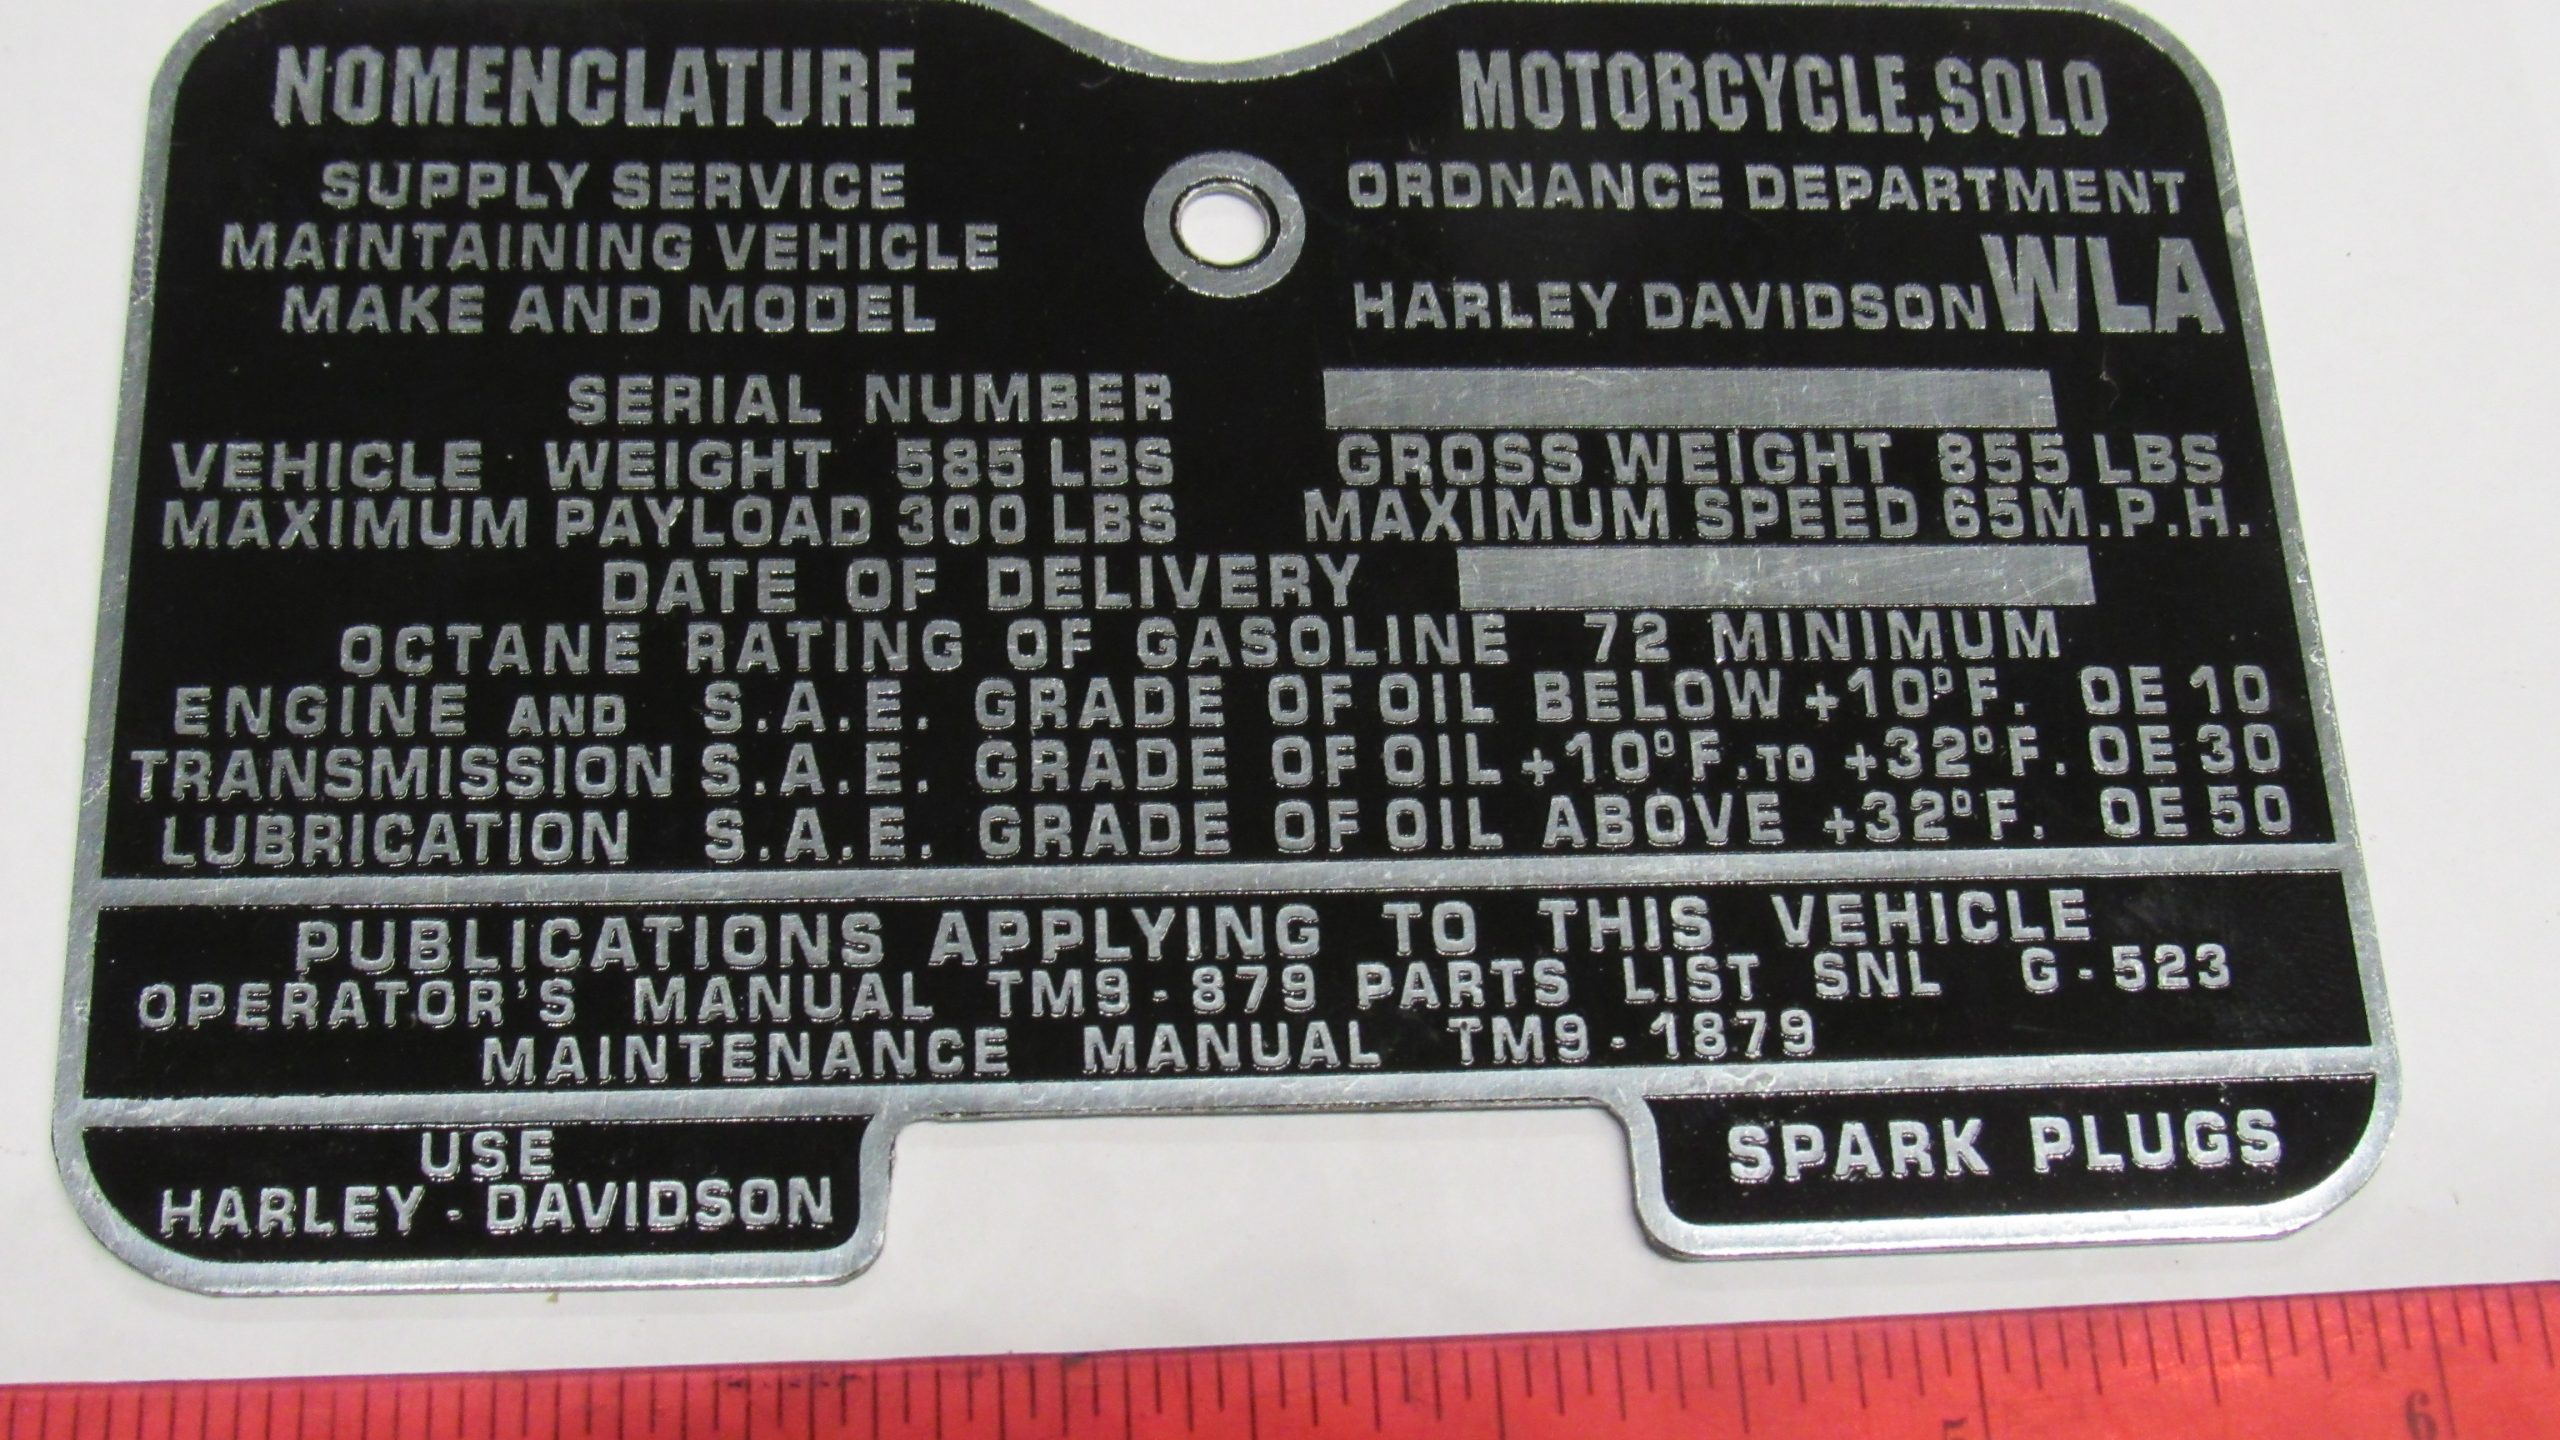 NOMENCLATURE MOTORCYCLE, SOLO
SUPPLY SERVICE ORDNANCE DEPARTMENT
MAINTAINING VEHICLE
MAKE AND MODEL HARLEY DAVIDSON WLA
SERIAL NUMBER
VEHICLE WEIGHT 585 LBS GROSS WEIGHT 855 LBS
MAXIMUM PAYLOAD 300 LBS MAXIMUM SPEED 65 M.P.H.
DATE OF DELIVERY
OCTANE RATING OF GASOLINE 72 MINIMUM
ENGINE AND S.A.E. GRADE OF OIL BELOW +10°F. OE 10
TRANSMISSION S.A.E. GRADE OF OIL +10°F. TO +32°F. OE 30
LUBRICATION S.A.E. GRADE OF OIL ABOVE +32°F. OE 50
PUBLICATIONS APPLYING TO THIS VEHICLE
OPERATOR'S MANUAL TM9-879 PARTS LIST SNL G-523
MAINTENANCE MANUAL TM9-1879
USE
HARLEY-DAVIDSON SPARK PLUGS
5 6